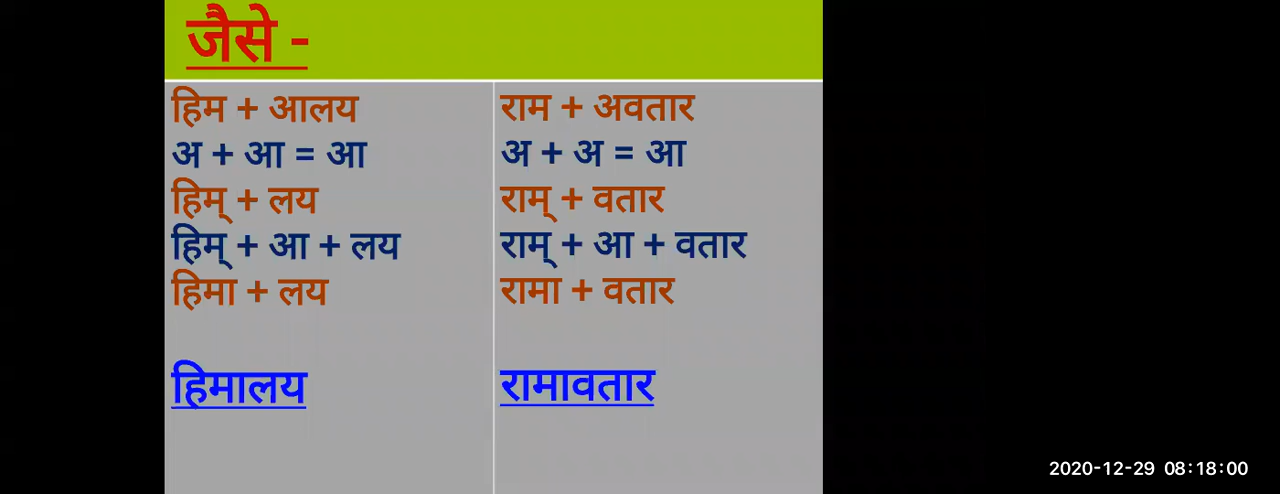 जैसे -
हिम + आलय
अ + आ = आ
हिम् + लय
हिम् + आ + लय
हिमा + लय
हिमालय
राम + अवतार
अ + अ = आ
राम् + वतार
राम् + आ + वतार
रामा + वतार
रामावतार
2020-12-29 08:18:00